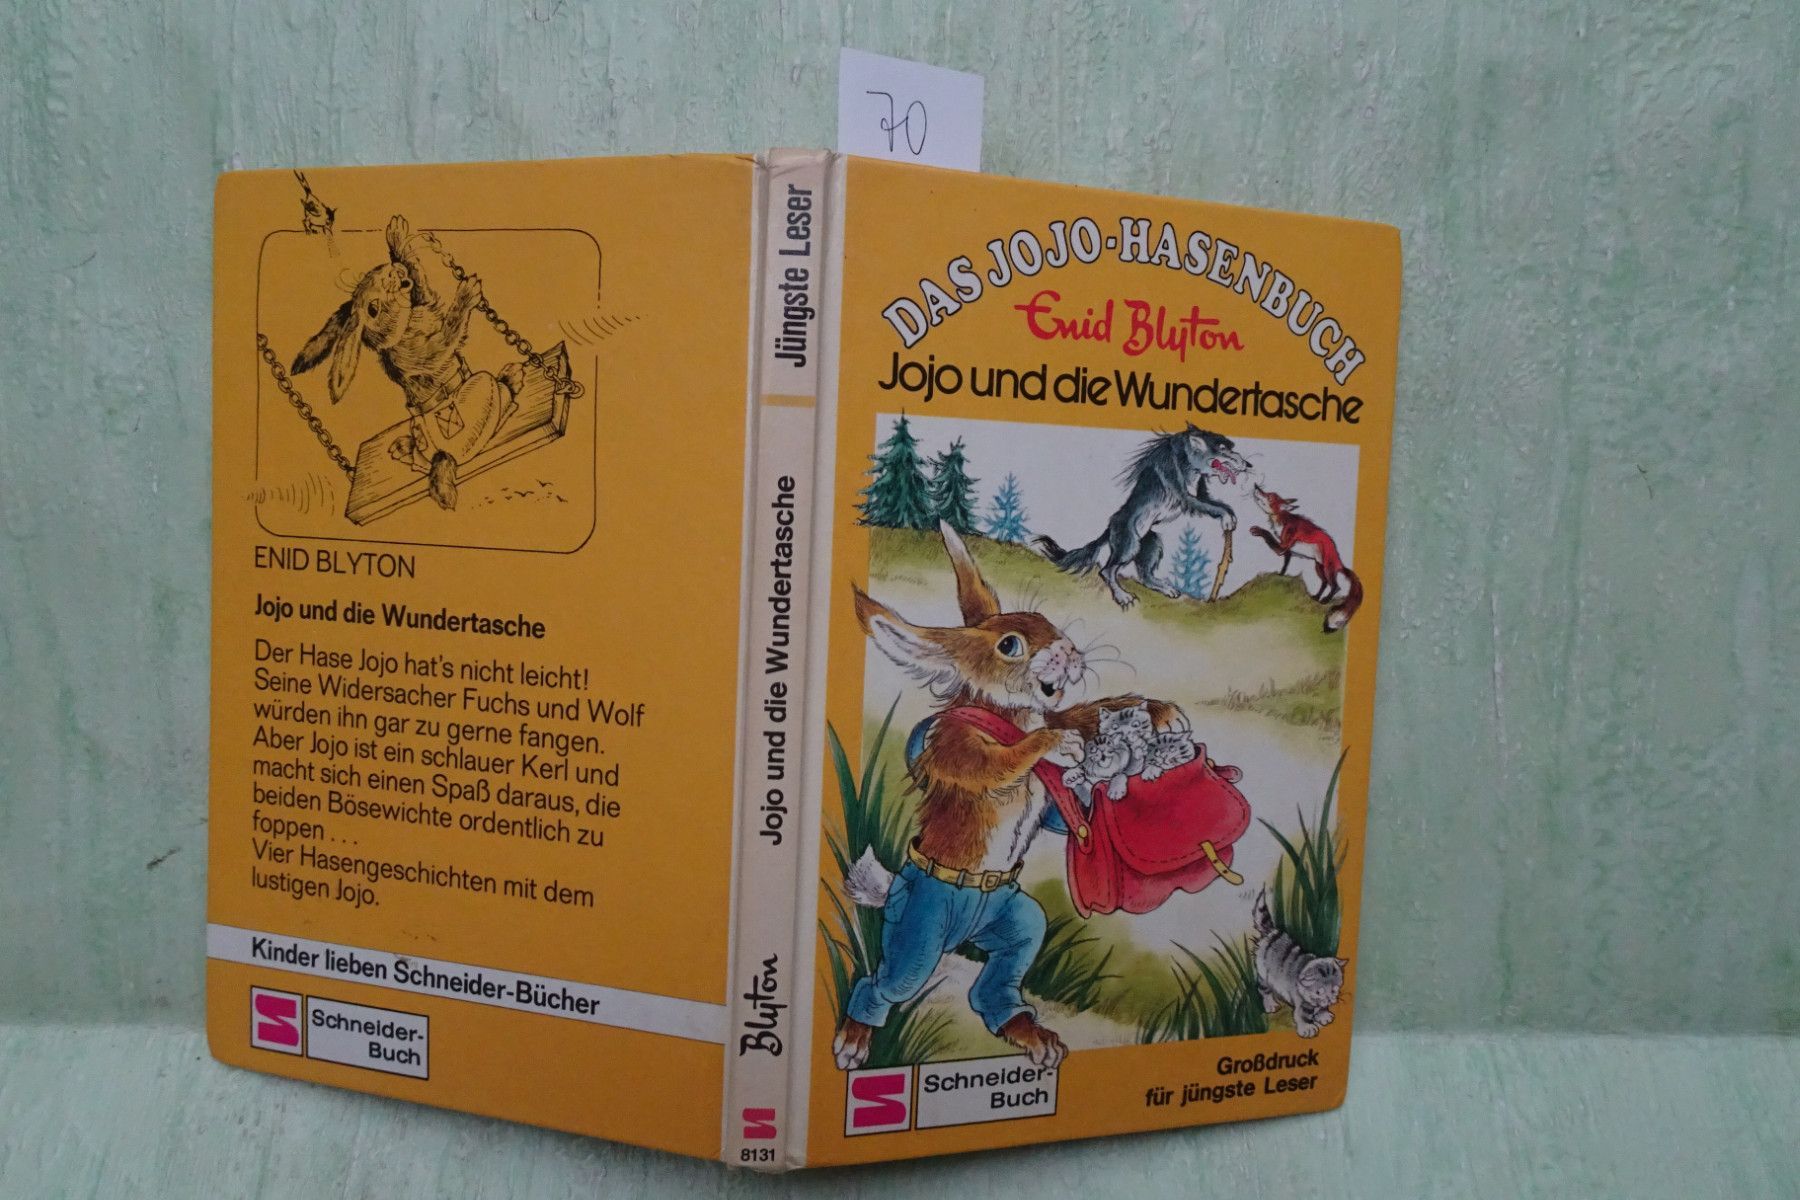 70
DAS JOJO-HASENBUCH
Enid Blyton
Jojo und die Wundertasche
Großdruck
für jüngste Leser
Schneider-
Buch
Jüngste Leser
Jojo und die Wundertasche
Blyton
8131
ENID BLYTON
Jojo und die Wundertasche
Der Hase Jojo hat's nicht leicht!
Seine Widersacher Fuchs und Wolf
würden ihn gar zu gerne fangen.
Aber Jojo ist ein schlauer Kerl und
macht sich einen Spaß daraus, die
beiden Bösewichte ordentlich zu
foppen ...
Vier Hasengeschichten mit dem
lustigen Jojo.
Kinder lieben Schneider-Bücher
Schneider-
Buch